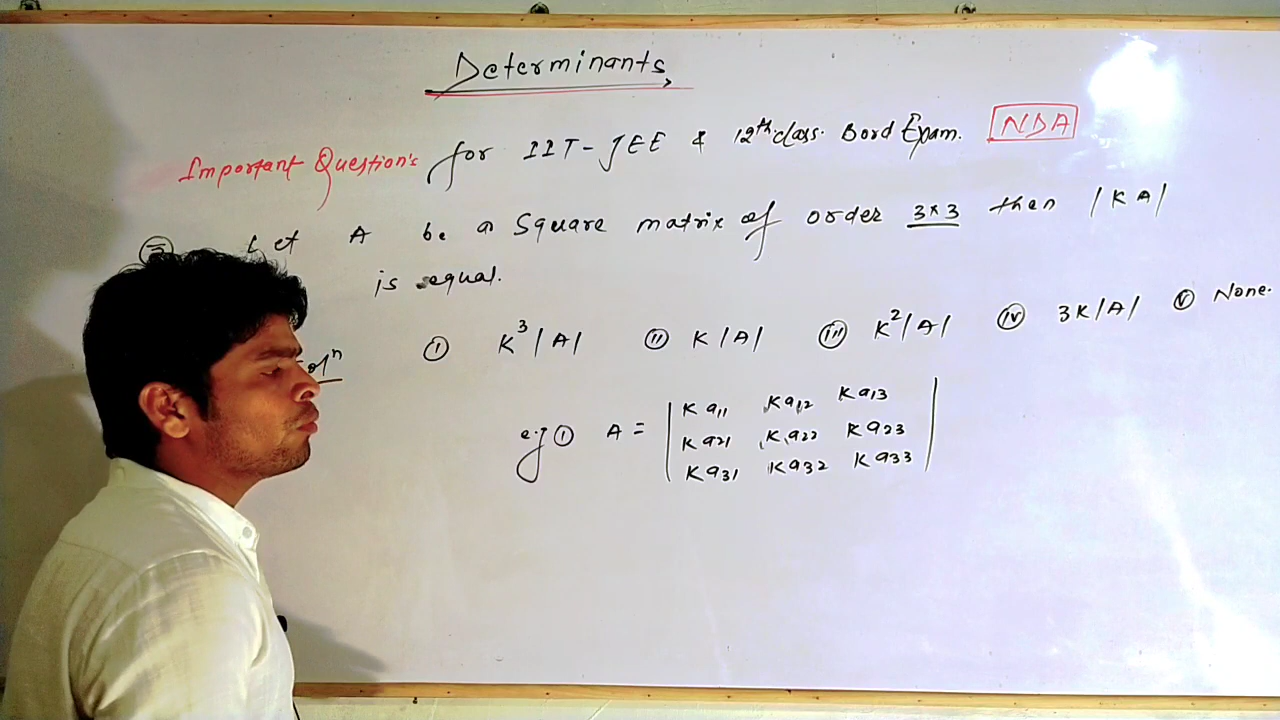 Determinants
Important Question's for IIT-JEE & 12th class. Bord Exam. NDA
Let A be a Square matrix of order 3×3 then |KA|
is equal.
(i) K³|A| (ii) K|A| (iii) K²|A| (iv) 3K|A| (v) None.
olⁿ
e.g (1) A = | Ka11 Ka12 Ka13
Ka21 Ka22 Ka23
Ka31 Ka32 Ka33 |